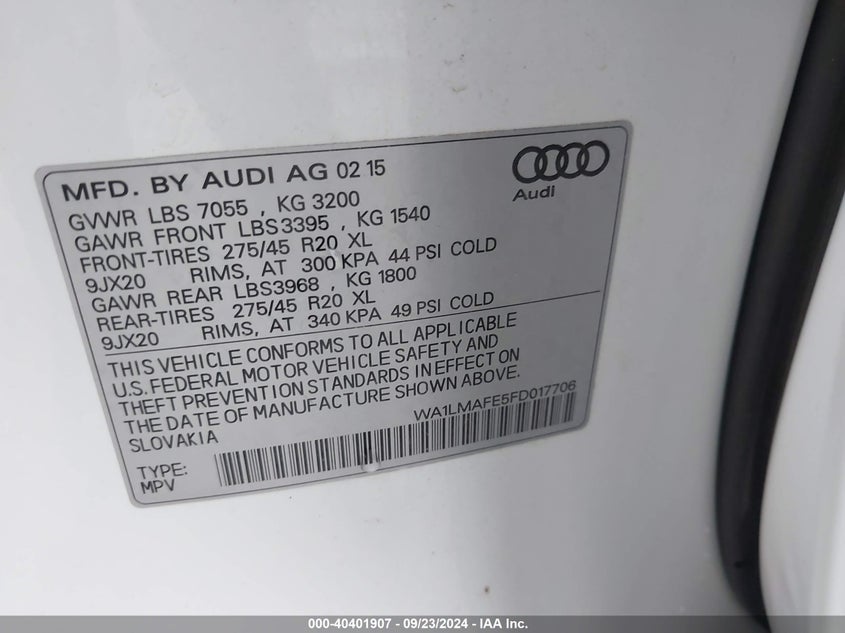 MFD. BY AUDI AG 02 15
Audi
GVWR LBS 7055 , KG 3200
GAWR FRONT LBS3395 , KG 1540
FRONT-TIRES 275/45 R20 XL
9JX20 RIMS, AT 300 KPA 44 PSI COLD
GAWR REAR LBS3968 , KG 1800
REAR-TIRES 275/45 R20 XL
9JX20 RIMS, AT 340 KPA 49 PSI COLD
THIS VEHICLE CONFORMS TO ALL APPLICABLE
U.S. FEDERAL MOTOR VEHICLE SAFETY AND
THEFT PREVENTION STANDARDS IN EFFECT ON
THE DATE OF MANUFACTURE SHOWN ABOVE.
SLOVAKIA
WA1LMAFE5FD017706
TYPE:
MPV
000-40401907 - 09/23/2024 - IAA Inc.